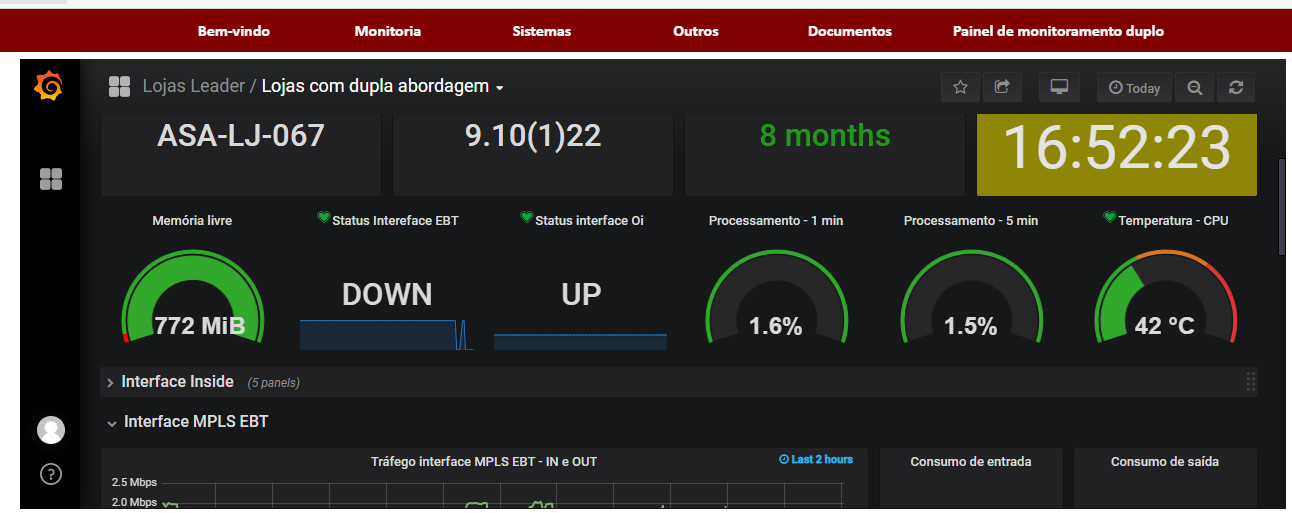 Bem-vindo Monitoria Sistemas Outros Documentos Painel de monitoramento duplo
Lojas Leader / Lojas com dupla abordagem
Today
ASA-LJ-067 9.10(1)22 8 months 16:52:23
Memória livre Status Intereface EBT Status interface Oi Processamento - 1 min Processamento - 5 min Temperatura - CPU
772 MiB DOWN UP 1.6% 1.5% 42 °C
Interface Inside (5 panels)
Interface MPLS EBT
Tráfego interface MPLS EBT - IN e OUT Last 2 hours Consumo de entrada Consumo de saída
2.5 Mbps
2.0 Mbps